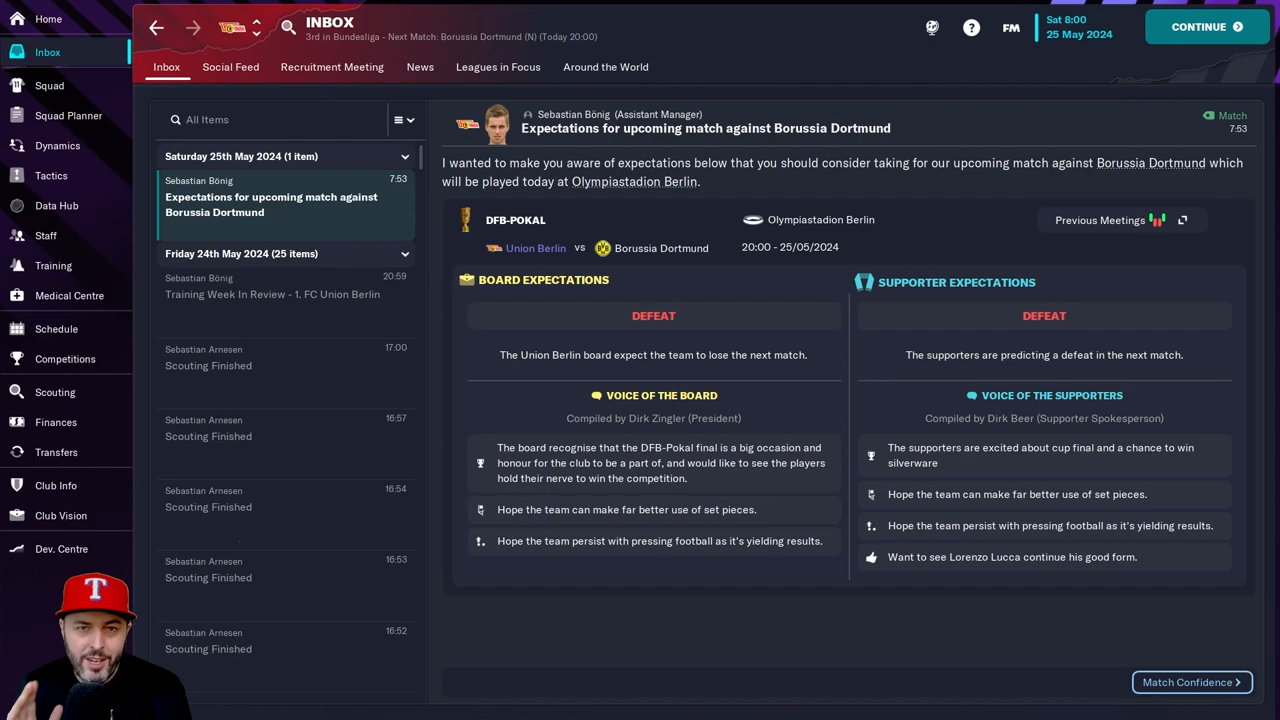 Home
Inbox
Squad
Squad Planner
Dynamics
Tactics
Data Hub
Staff
Training
Medical Centre
Schedule
Competitions
Scouting
Finances
Transfers
Club Info
Club Vision
Dev. Centre
INBOX
3rd in Bundesliga - Next Match: Borussia Dortmund (N) (Today 20:00)
FM
Sat 8:00
25 May 2024
CONTINUE
Inbox
Social Feed
Recruitment Meeting
News
Leagues in Focus
Around the World
All Items
Saturday 25th May 2024 (1 item)
Sebastian Bönig 7:53
Expectations for upcoming match against
Borussia Dortmund
Friday 24th May 2024 (25 items)
Sebastian Bönig 20:59
Training Week In Review - 1. FC Union Berlin
Sebastian Arnesen 17:00
Scouting Finished
Sebastian Arnesen 16:57
Scouting Finished
Sebastian Arnesen 16:54
Scouting Finished
Sebastian Arnesen 16:53
Scouting Finished
Sebastian Arnesen 16:52
Scouting Finished
Sebastian Bönig (Assistant Manager)
Expectations for upcoming match against Borussia Dortmund
Match
7:53
I wanted to make you aware of expectations below that you should consider taking for our upcoming match against Borussia Dortmund which
will be played today at Olympiastadion Berlin.
DFB-POKAL
Olympiastadion Berlin
Previous Meetings
Union Berlin vs Borussia Dortmund
20:00 - 25/05/2024
BOARD EXPECTATIONS
DEFEAT
The Union Berlin board expect the team to lose the next match.
VOICE OF THE BOARD
Compiled by Dirk Zingler (President)
The board recognise that the DFB-Pokal final is a big occasion and
honour for the club to be a part of, and would like to see the players
hold their nerve to win the competition.
Hope the team can make far better use of set pieces.
Hope the team persist with pressing football as it's yielding results.
SUPPORTER EXPECTATIONS
DEFEAT
The supporters are predicting a defeat in the next match.
VOICE OF THE SUPPORTERS
Compiled by Dirk Beer (Supporter Spokesperson)
The supporters are excited about cup final and a chance to win
silverware
Hope the team can make far better use of set pieces.
Hope the team persist with pressing football as it's yielding results.
Want to see Lorenzo Lucca continue his good form.
Match Confidence
T